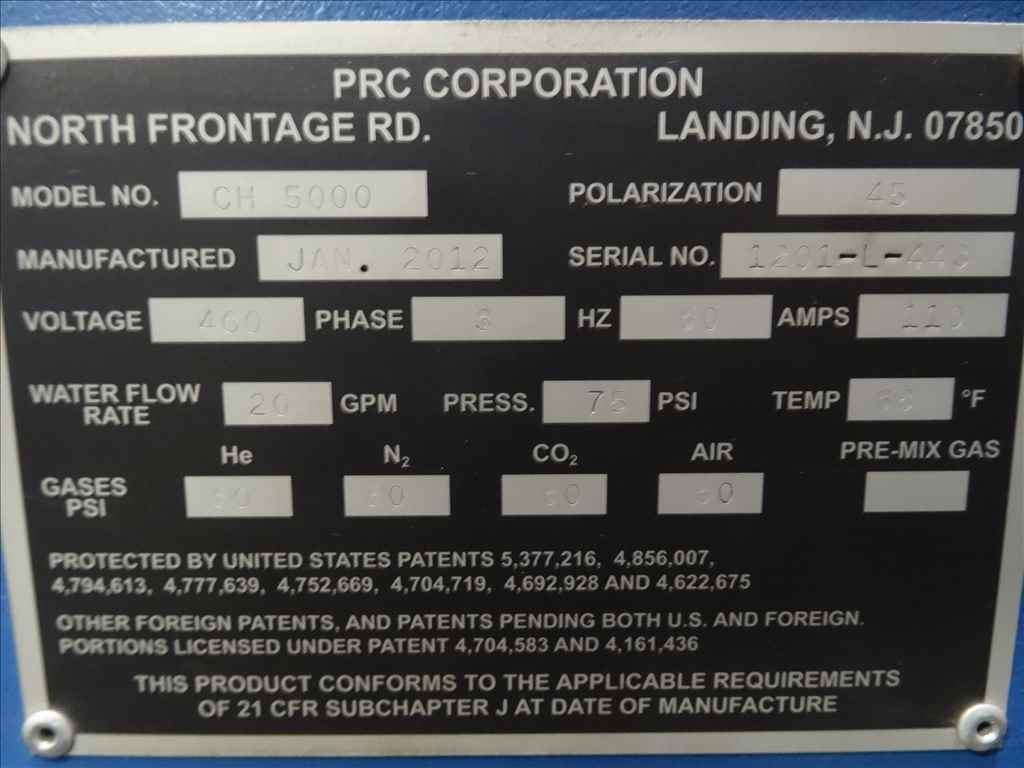 PRC CORPORATION
NORTH FRONTAGE RD. LANDING, N.J. 07850
MODEL NO. CH 5000 POLARIZATION 45
MANUFACTURED JAN. 2012 SERIAL NO.
VOLTAGE 460 PHASE HZ AMPS
WATER FLOW RATE 20 GPM PRESS. 75 PSI TEMP °F
He N₂ CO₂ AIR PRE-MIX GAS
GASES PSI
PROTECTED BY UNITED STATES PATENTS 5,377,216, 4,856,007,
4,794,613, 4,777,639, 4,752,669, 4,704,719, 4,692,928 AND 4,622,675
OTHER FOREIGN PATENTS, AND PATENTS PENDING BOTH U.S. AND FOREIGN.
PORTIONS LICENSED UNDER PATENT 4,704,583 AND 4,161,436
THIS PRODUCT CONFORMS TO THE APPLICABLE REQUIREMENTS
OF 21 CFR SUBCHAPTER J AT DATE OF MANUFACTURE